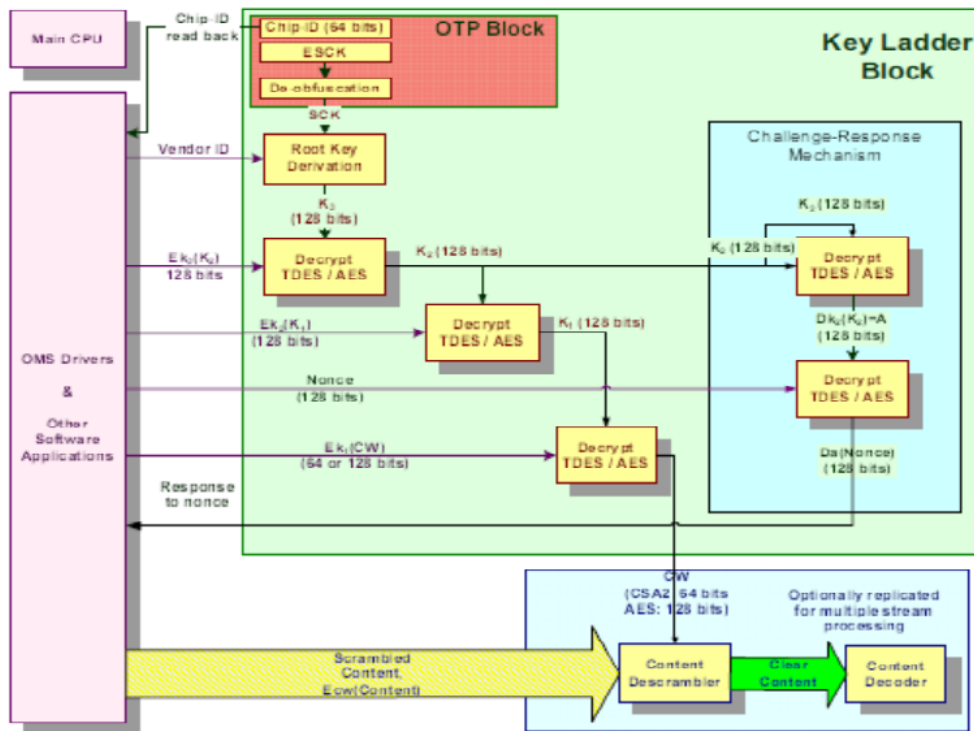 Main CPU
Chip-ID
read back
Chip-ID (64 bits)
OTP Block
ESCK
De-obfuscation
Key Ladder
Block
SCK
Vendor ID
Root Key
Derivation
Challenge-Response
Mechanism
K₃
(128 bits)
K₂ (128 bits)
Ek₃(K₂)
128 bits
Decrypt
TDES / AES
K₂ (128 bits)
K₂ (128 bits)
Decrypt
TDES / AES
Ek₂(K₁)
(128 bits)
Decrypt
TDES / AES
K₁ (128 bits)
Dk₂(K₂)=A
(128 bits)
OMS Drivers
&
Other
Software
Applications
Nonce
(128 bits)
Decrypt
TDES / AES
Ek₁(CW)
(64 or 128 bits)
Decrypt
TDES / AES
Da(Nonce)
(128 bits)
Response
to nonce
CW
(CSA2: 64 bits
AES: 128 bits)
Optionally replicated
for multiple stream
processing
Scrambled
Content,
Ecw(Content)
Content
Descrambler
Clear
Content
Content
Decoder